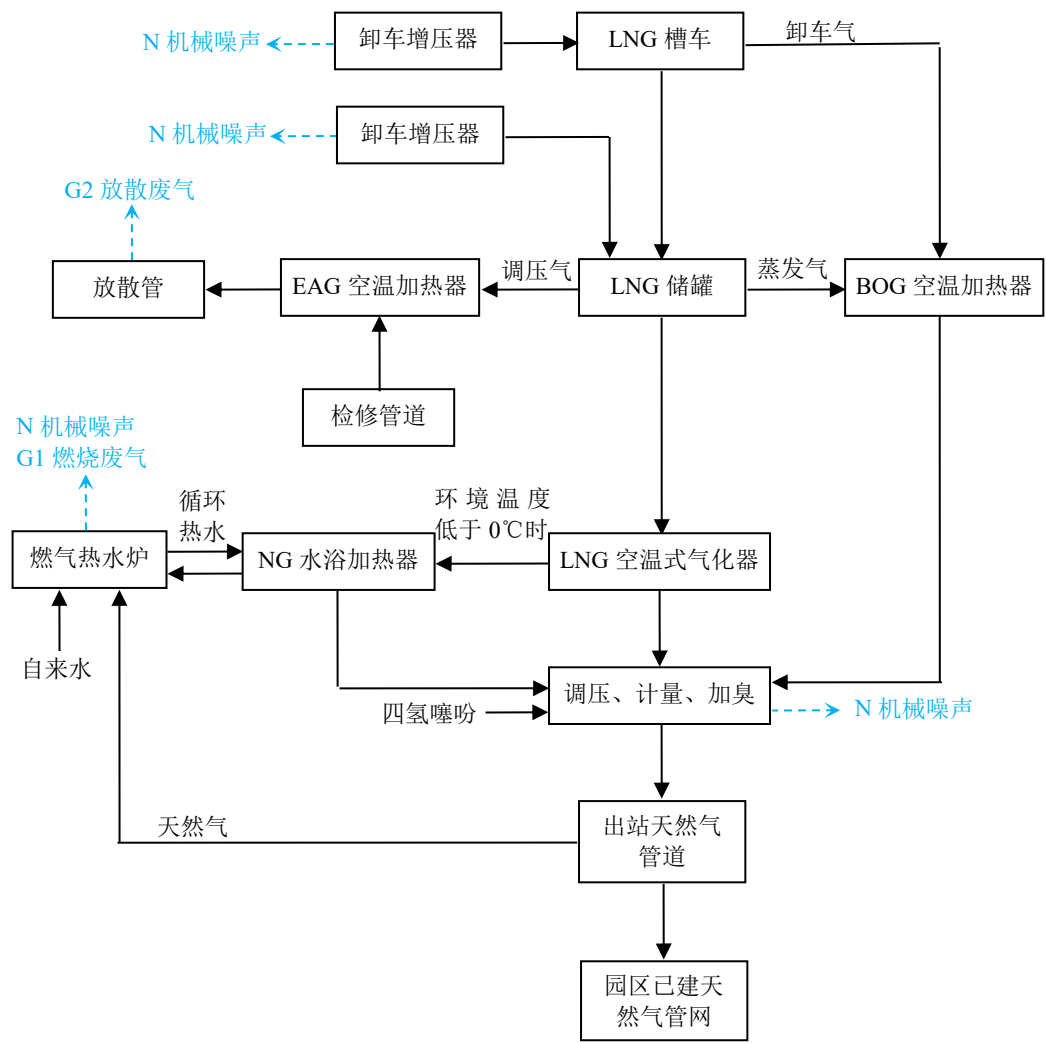 N 机械噪声
卸车增压器
LNG 槽车
卸车气
N 机械噪声
卸车增压器
G2 放散废气
放散管
EAG 空温加热器
调压气
LNG 储罐
蒸发气
BOG 空温加热器
检修管道
N 机械噪声
G1 燃烧废气
循环
热水
环境温度
低于 0℃时
燃气热水炉
NG 水浴加热器
LNG 空温式气化器
自来水
调压、计量、加臭
四氢噻吩
N 机械噪声
天然气
出站天然气
管道
园区已建天
然气管网